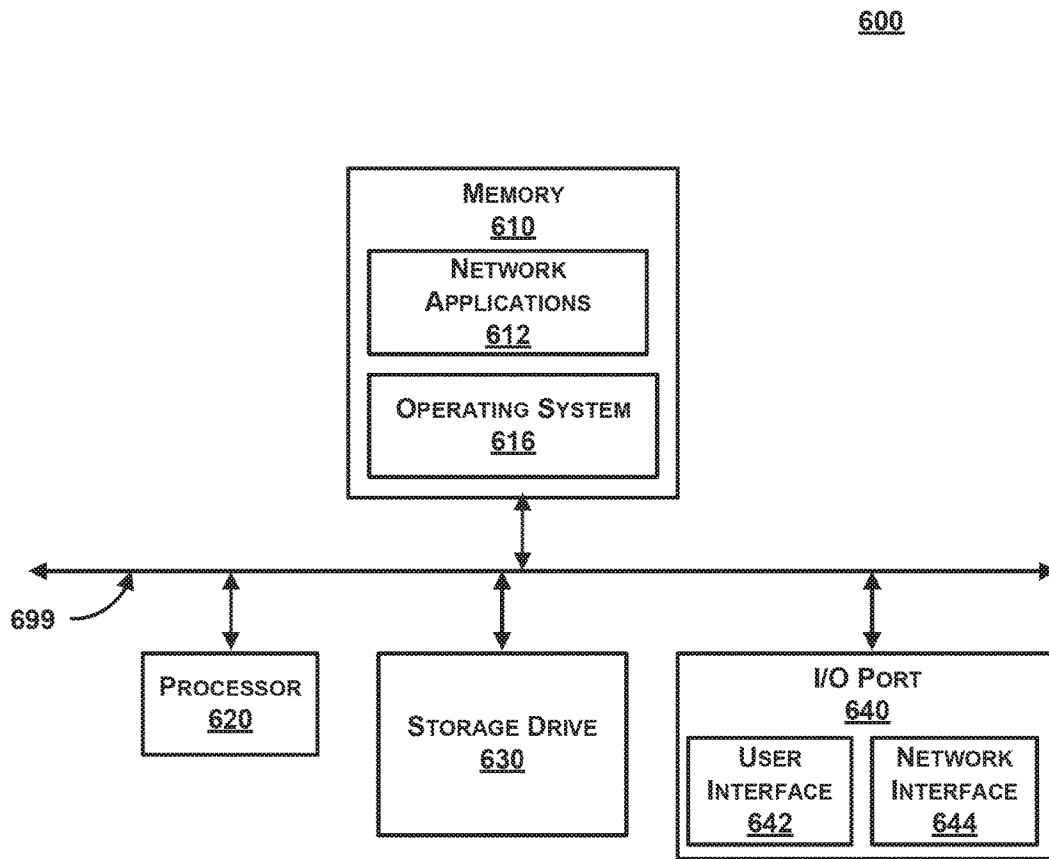 600
MEMORY
610
NETWORK
APPLICATIONS
612
OPERATING SYSTEM
616
699
PROCESSOR
620
STORAGE DRIVE
630
I/O PORT
640
USER
INTERFACE
642
NETWORK
INTERFACE
644